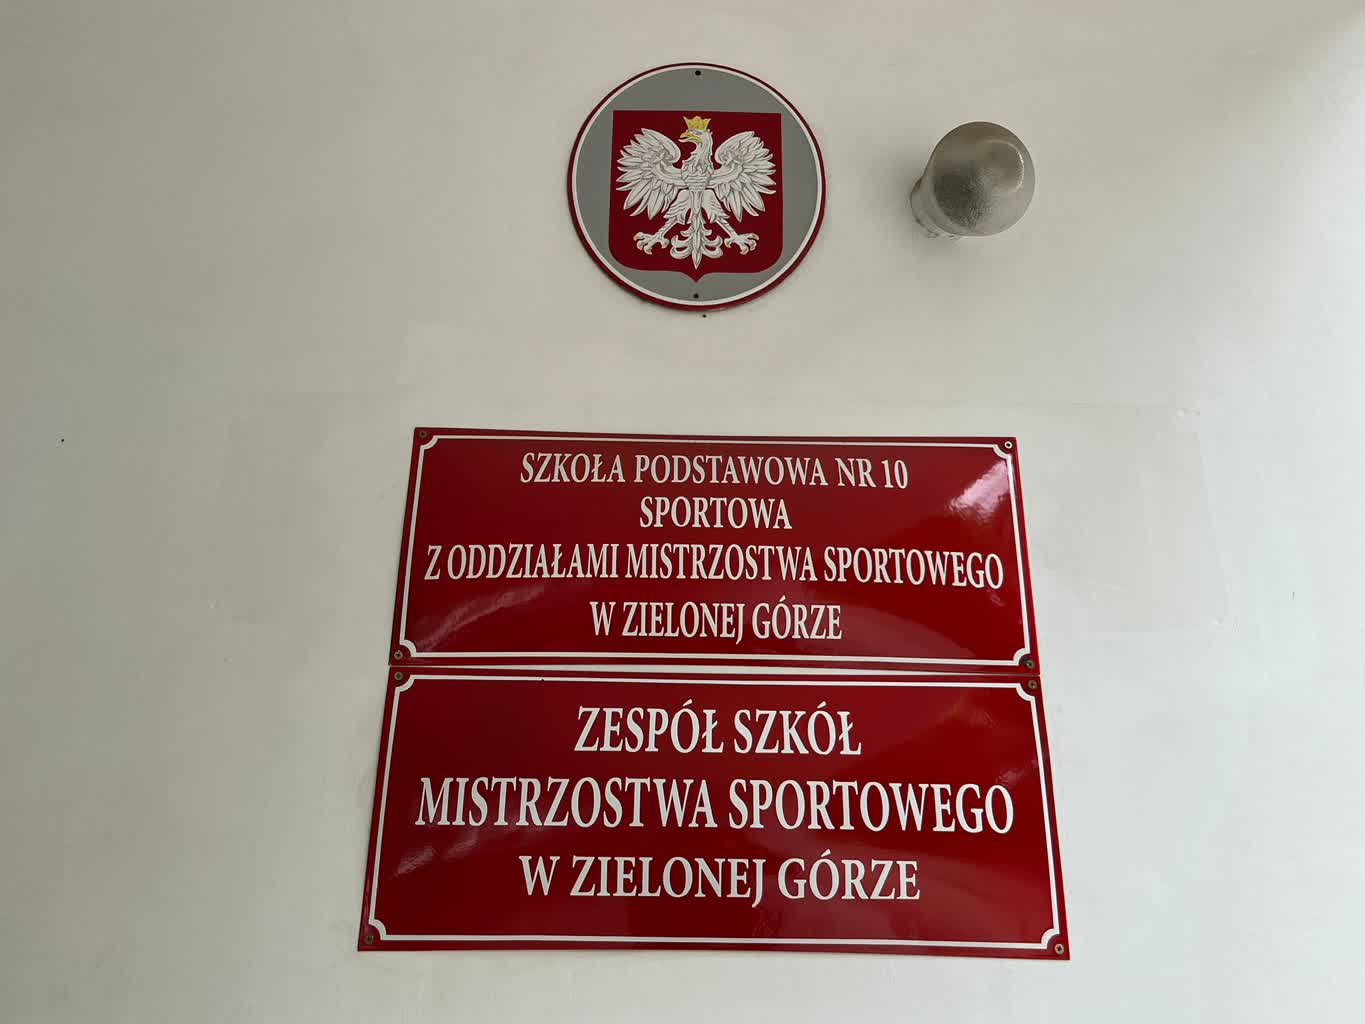 SZKOŁA PODSTAWOWA NR 10
SPORTOWA
Z ODDZIAŁAMI MISTRZOSTWA SPORTOWEGO
W ZIELONEJ GÓRZE
ZESPÓŁ SZKÓŁ
MISTRZOSTWA SPORTOWEGO
W ZIELONEJ GÓRZE